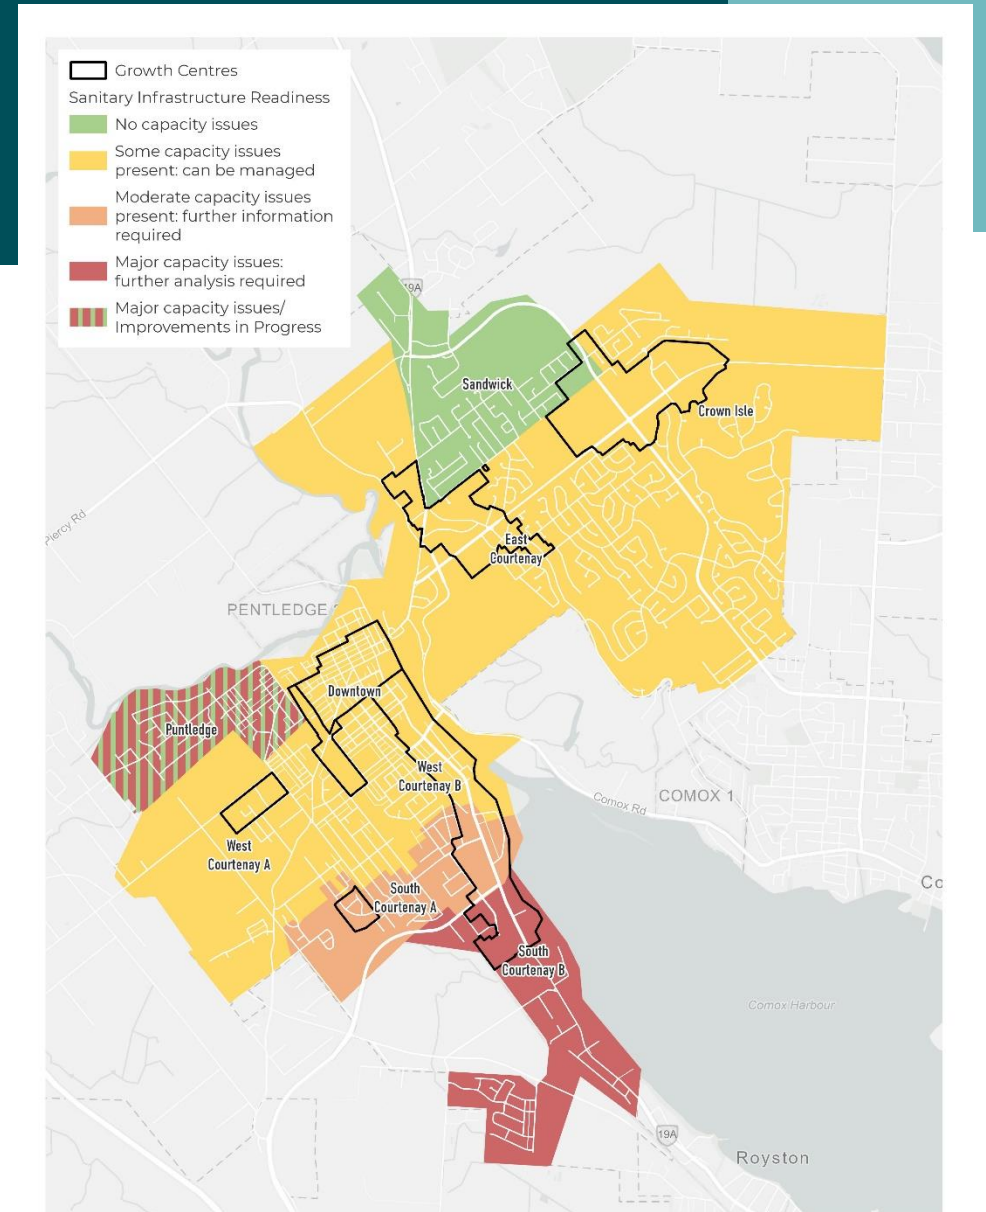 Growth Centres
Sanitary Infrastructure Readiness
No capacity issues
Some capacity issues
present: can be managed
Moderate capacity issues
present: further information
required
Major capacity issues:
further analysis required
Major capacity issues/
Improvements in Progress
19A
Sandwick
Crown Isle
Piercy Rd
East
Courtenay
PENTLEDGE 2
Downtown
Puntledge
West
Courtenay B
Comox Rd
COMOX 1
West
Courtenay A
South
Courtenay A
Co
South
Courtenay B
Comox Harbour
19A
Royston